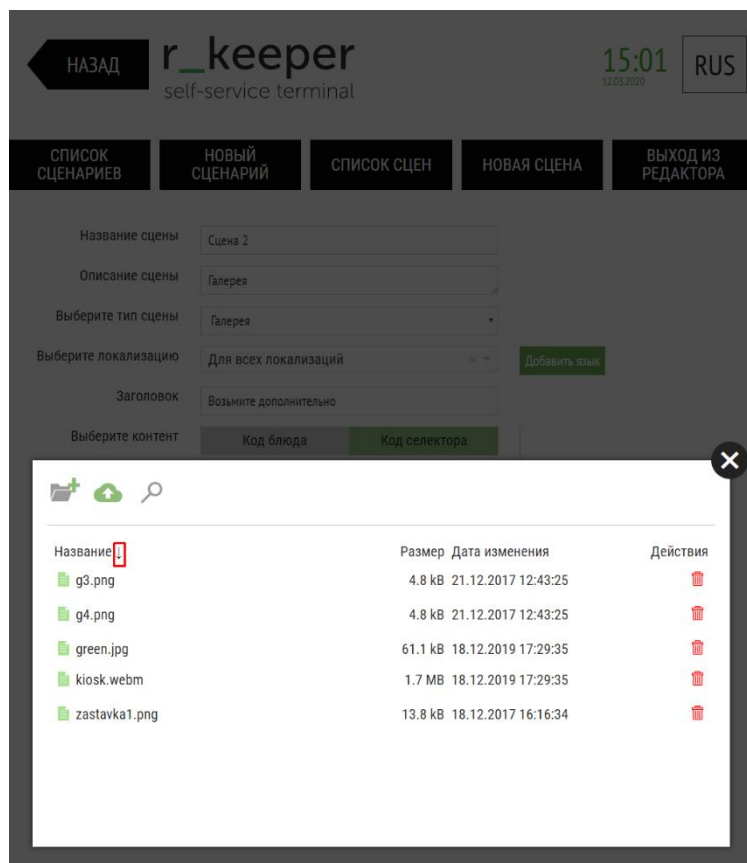 НАЗАД
r_keeper
self-service terminal
15:01
12.03.2020
RUS
СПИСОК
СЦЕНАРИЕВ
НОВЫЙ
СЦЕНАРИЙ
СПИСОК СЦЕН
НОВАЯ СЦЕНА
ВЫХОД ИЗ
РЕДАКТОРА
Название сцены Сцена 2
Описание сцены Галерея
Выберите тип сцены Галерея
Выберите локализацию Для всех локализаций × Добавить язык
Заголовок Возьмите дополнительно
Выберите контент Код блюда Код селектора
Название↓ Размер Дата изменения Действия
g3.png 4.8 kB 21.12.2017 12:43:25
g4.png 4.8 kB 21.12.2017 12:43:25
green.jpg 61.1 kB 18.12.2019 17:29:35
kiosk.webm 1.7 MB 18.12.2019 17:29:35
zastavka1.png 13.8 kB 18.12.2017 16:16:34